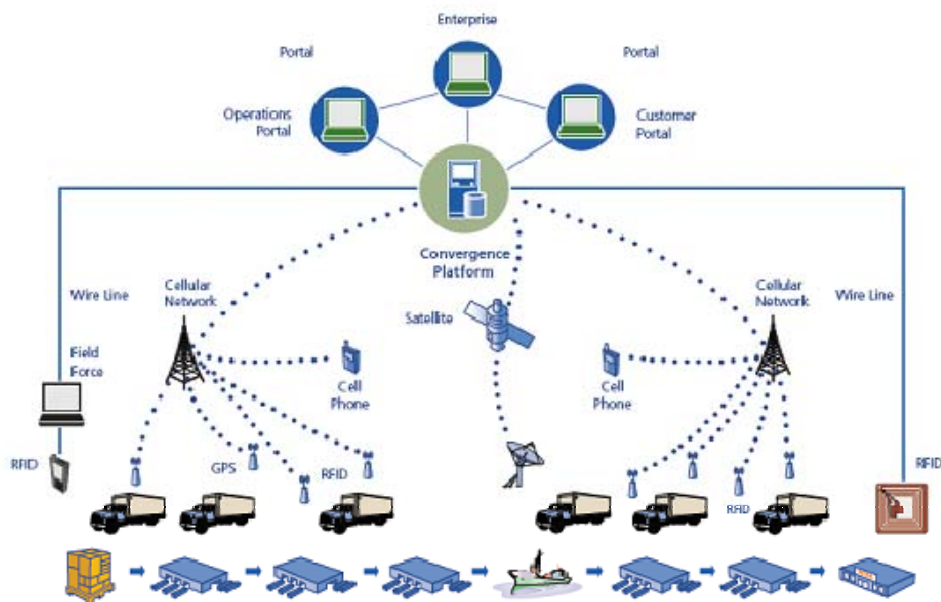 Enterprise
Portal
Portal
Operations
Portal
Customer
Portal
Convergence
Platform
Wire Line
Cellular
Network
Satellite
Cellular
Network
Wire Line
Field
Force
Cell
Phone
Cell
Phone
RFID
GPS
RFID
RFID
RFID